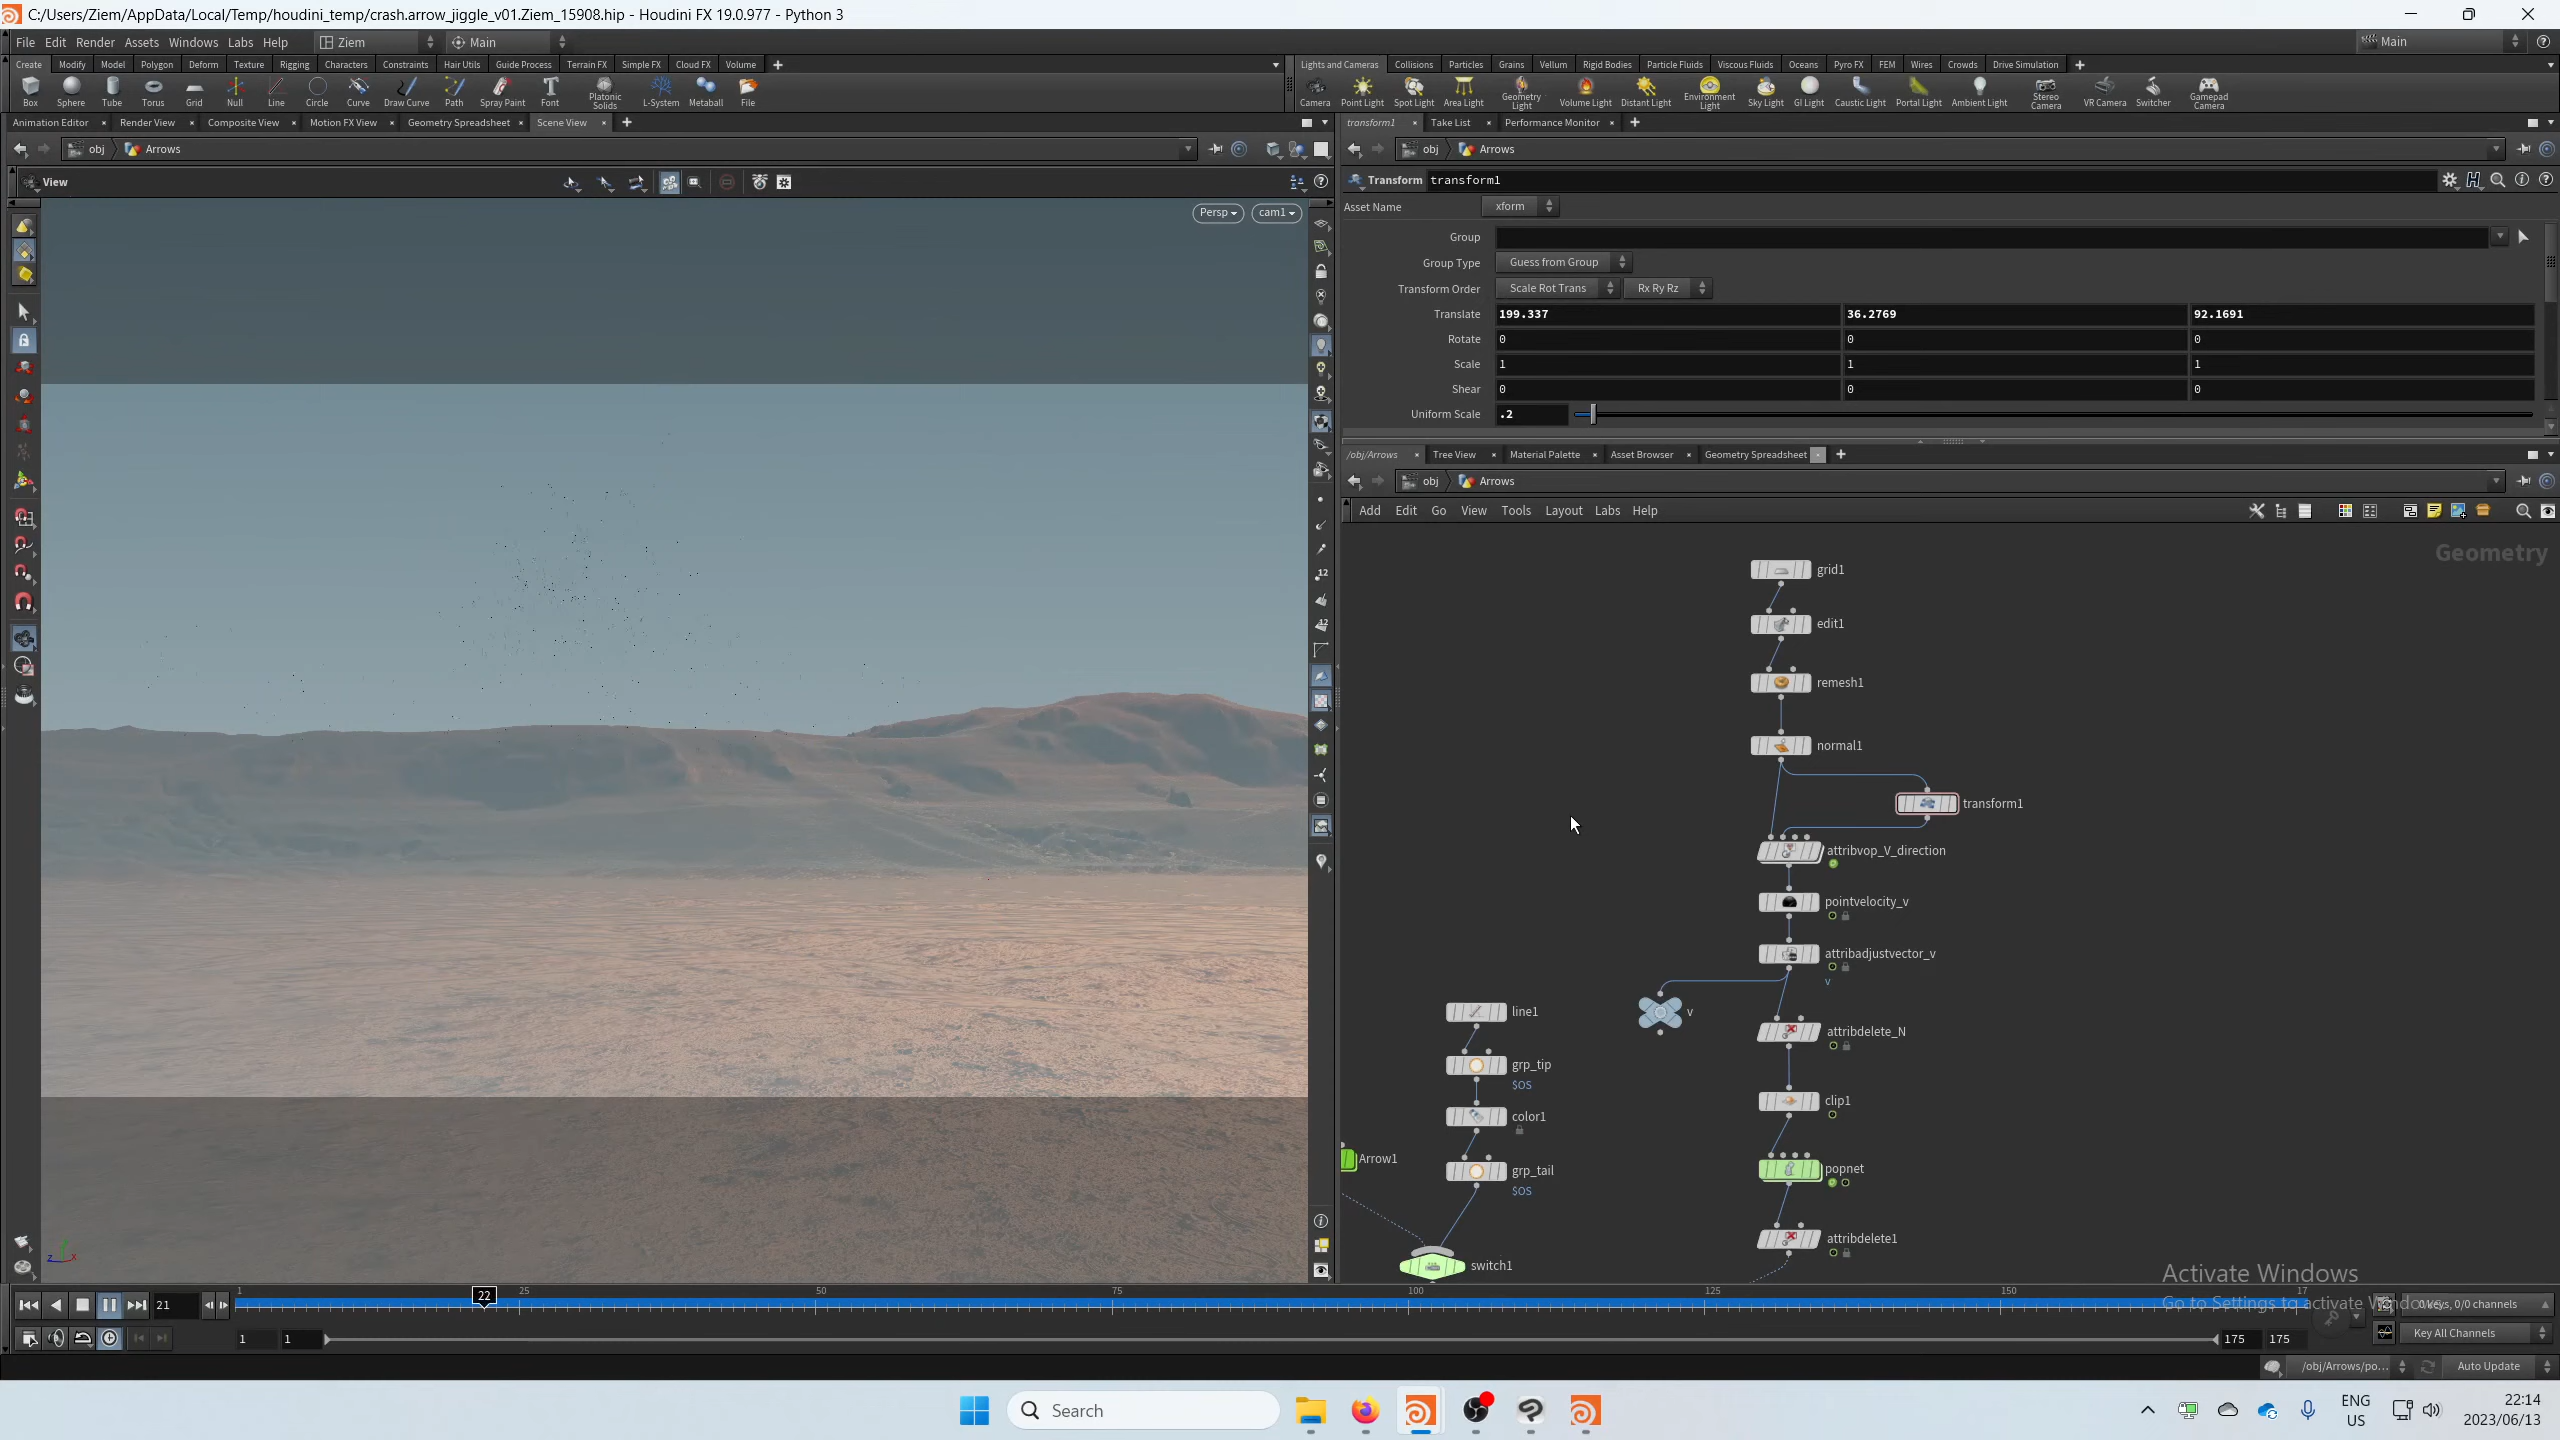 C:/Users/Ziem/AppData/Local/Temp/houdini_temp/crash.arrow_jiggle_v01.Ziem_15908.hip - Houdini FX 19.0.977 - Python 3
File Edit Render Assets Windows Labs Help Ziem Main Main
Create Modify Model Polygon Deform Texture Rigging Characters Constraints Hair Utils Guide Process Terrain FX Simple FX Cloud FX Volume
Lights and Cameras Collisions Particles Grains Vellum Rigid Bodies Particle Fluids Viscous Fluids Oceans Pyro FX FEM Wires Crowds Drive Simulation
Box Sphere Tube Torus Grid Null Line Circle Curve Draw Curve Path Spray Paint Font Platonic Solids L-System Metaball File
Camera Point Light Spot Light Area Light Geometry Light Volume Light Distant Light Environment Light Sky Light GI Light Caustic Light Portal Light Ambient Light Stereo Camera VR Camera Switcher Gamepad Camera
Animation Editor Render View Composite View Motion FX View Geometry Spreadsheet Scene View
transform1 Take List Performance Monitor
obj Arrows
obj Arrows
View
Persp cam1
Transform transform1
Asset Name xform
Group
Group Type Guess from Group
Transform Order Scale Rot Trans Rx Ry Rz
Translate 199.337 36.2769 92.1691
Rotate 0 0 0
Scale 1 1 1
Shear 0 0 0
Uniform Scale .2
/obj/Arrows Tree View Material Palette Asset Browser Geometry Spreadsheet
obj Arrows
Add Edit Go View Tools Layout Labs Help
Geometry
grid1
edit1
remesh1
normal1
transform1
attribvop_V_direction
pointvelocity_v
attribadjustvector_v
v
line1
v
attribdelete_N
grp_tip
$OS
clip1
color1
Arrow1
popnet
grp_tail
$OS
attribdelete1
switch1
12
12
z x
Activate Windows
Go to Settings to activate Windows.
21
22
1 25 50 75 100 125 150 17
0 keys, 0/0 channels
1 1 175 175
Key All Channels
/obj/Arrows/po... Auto Update
Search
ENG
US
22:14
2023/06/13